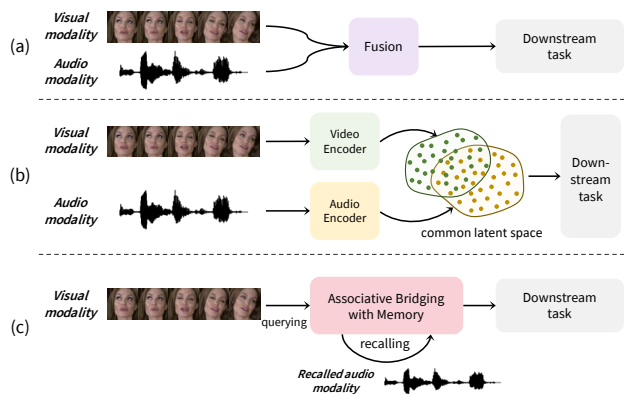 (a)
Visual
modality
Audio
modality
Fusion
Downstream
task
(b)
Visual
modality
Audio
modality
Video
Encoder
Audio
Encoder
common latent space
Down-
stream
task
(c)
Visual
modality
querying
Associative Bridging
with Memory
recalling
Recalled audio
modality
Downstream
task